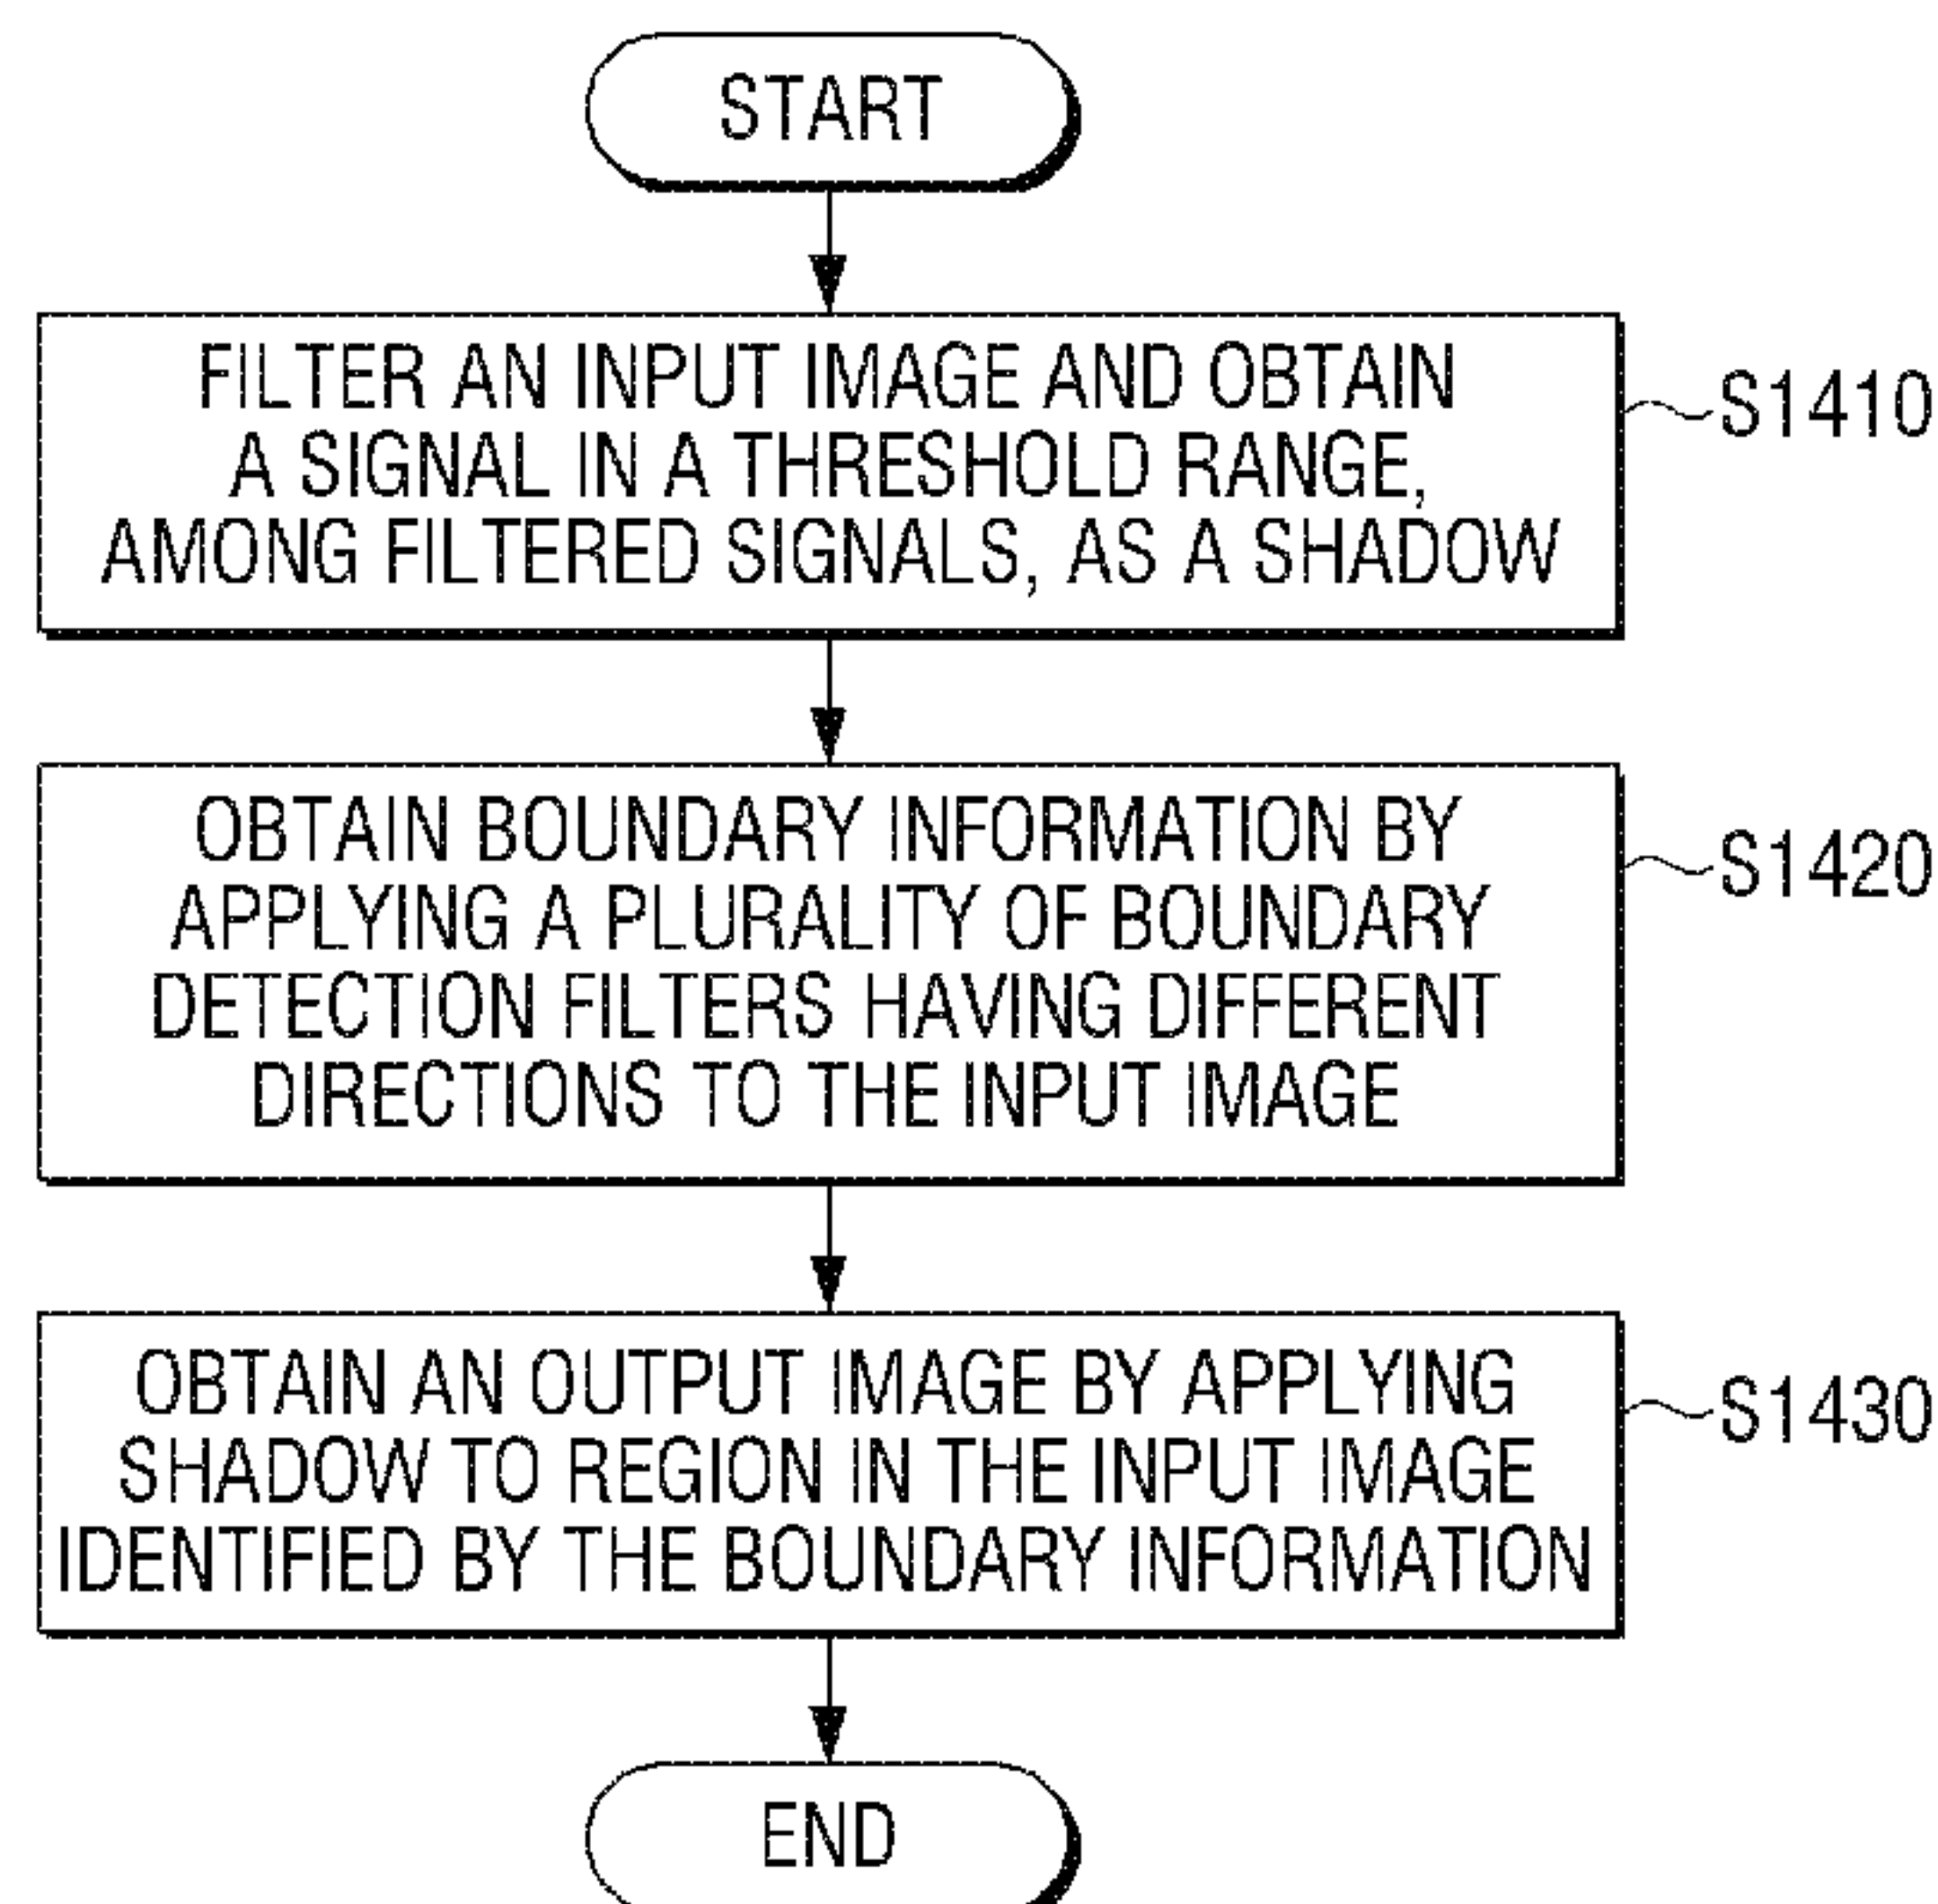 START
FILTER AN INPUT IMAGE AND OBTAIN
A SIGNAL IN A THRESHOLD RANGE,
AMONG FILTERED SIGNALS, AS A SHADOW
S1410
OBTAIN BOUNDARY INFORMATION BY
APPLYING A PLURALITY OF BOUNDARY
DETECTION FILTERS HAVING DIFFERENT
DIRECTIONS TO THE INPUT IMAGE
S1420
OBTAIN AN OUTPUT IMAGE BY APPLYING
SHADOW TO REGION IN THE INPUT IMAGE
IDENTIFIED BY THE BOUNDARY INFORMATION
S1430
END